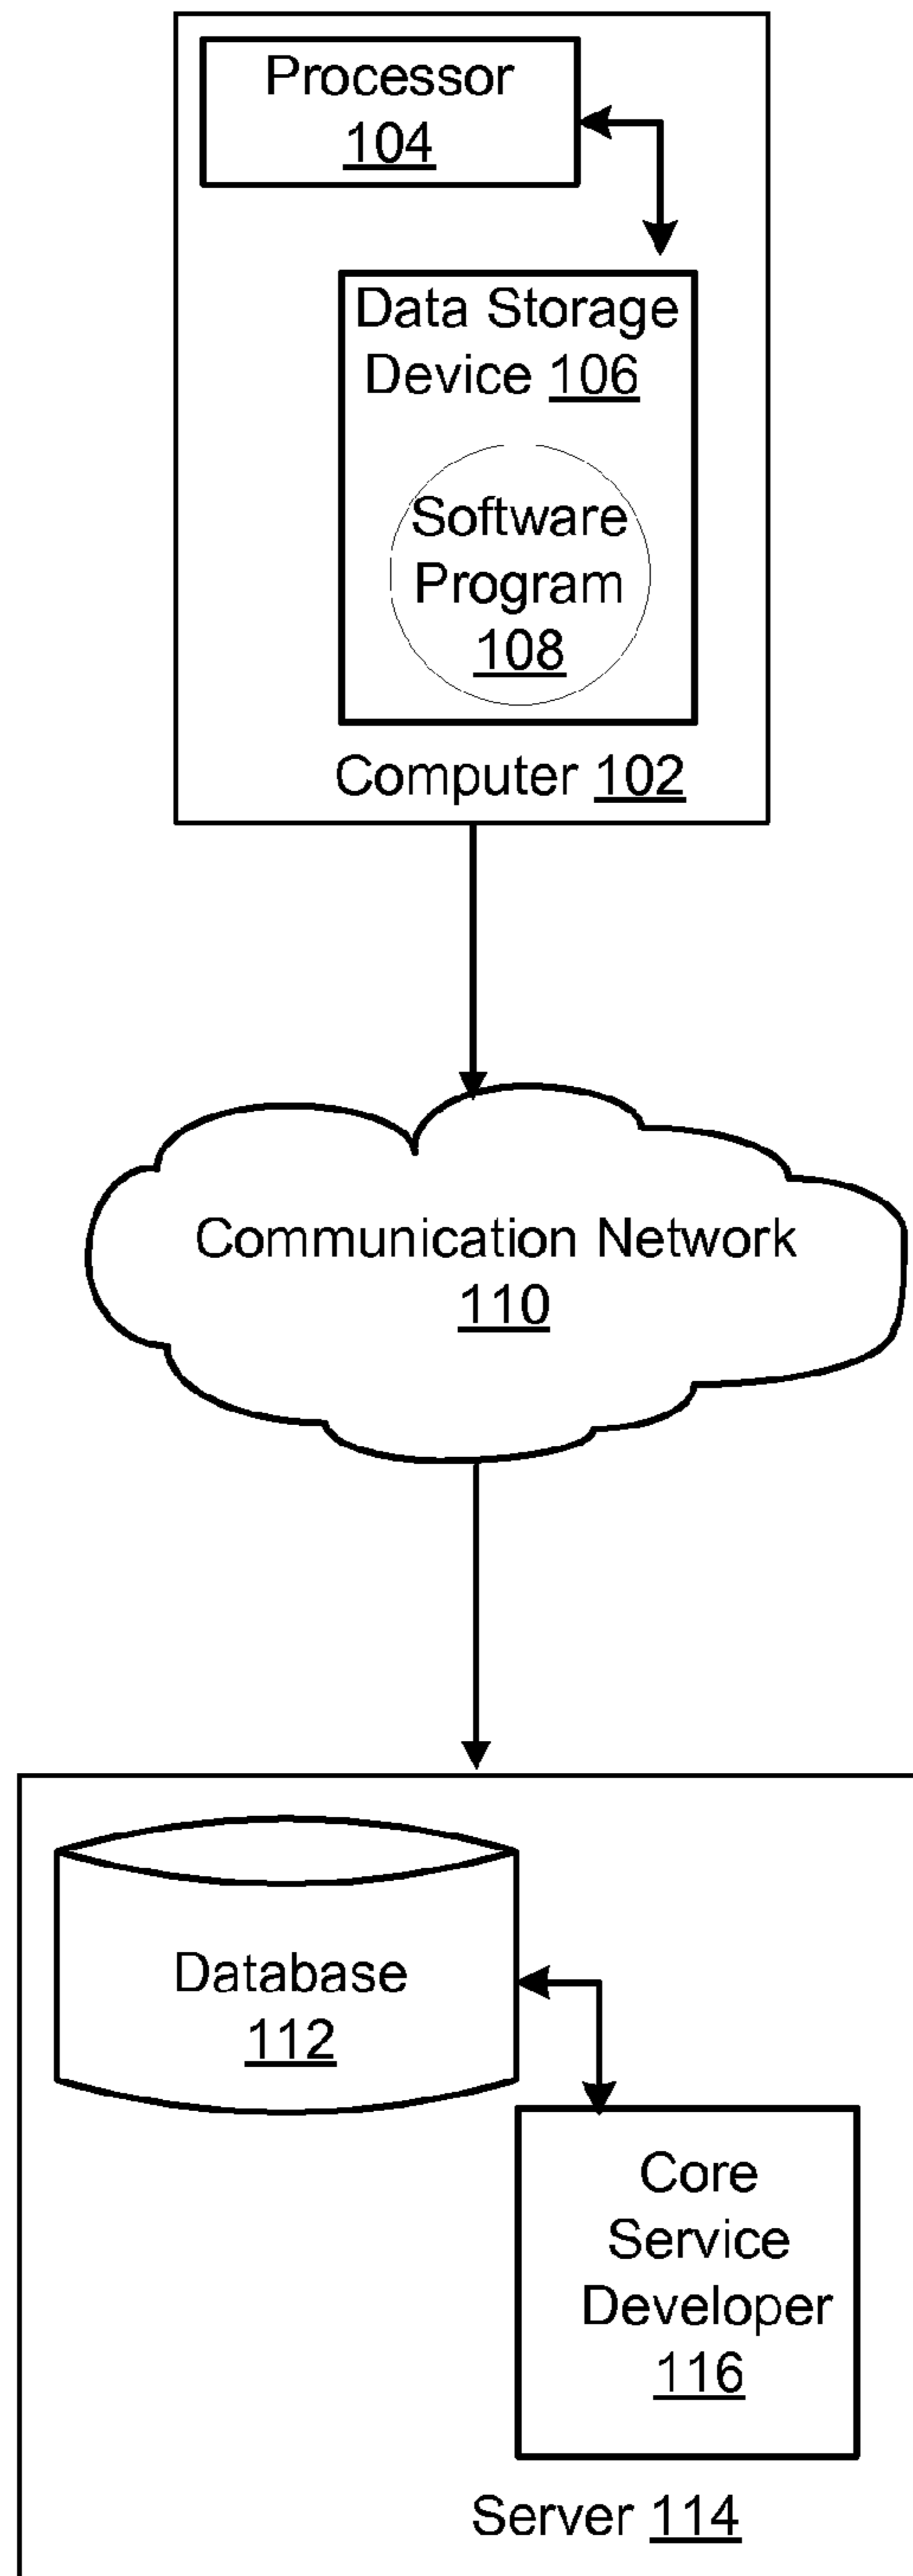 Processor
104
Data Storage
Device 106
Software
Program
108
Computer 102
Communication Network
110
Database
112
Core
Service
Developer
116
Server 114